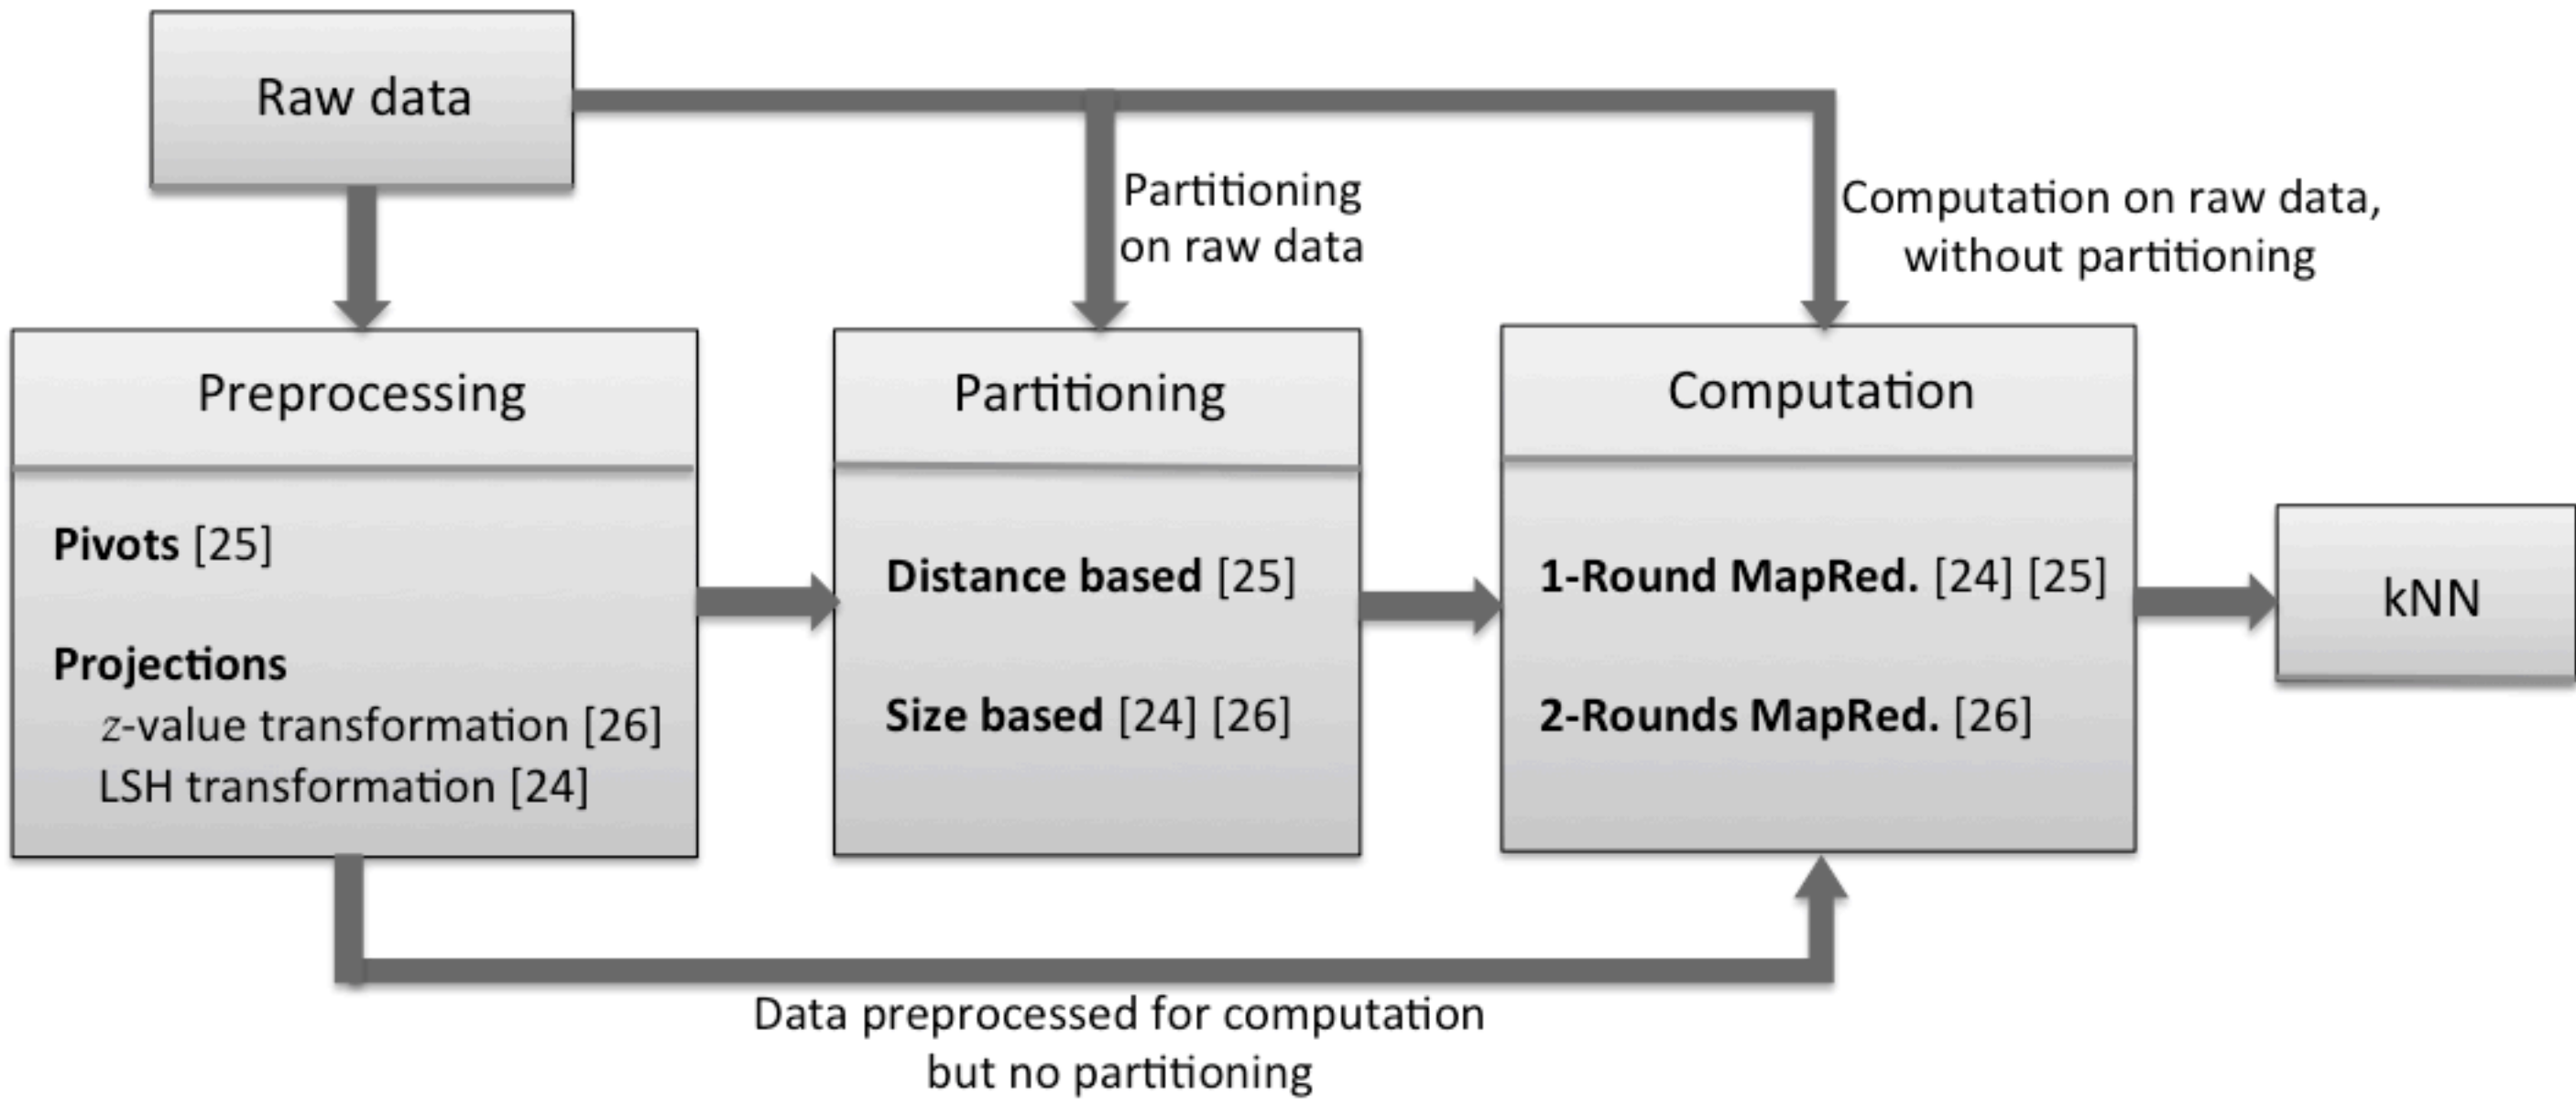 Raw data
Partitioning
on raw data
Computation on raw data,
without partitioning
Preprocessing
Pivots [25]
Projections
z-value transformation [26]
LSH transformation [24]
Partitioning
Distance based [25]
Size based [24] [26]
Computation
1-Round MapRed. [24] [25]
2-Rounds MapRed. [26]
kNN
Data preprocessed for computation
but no partitioning